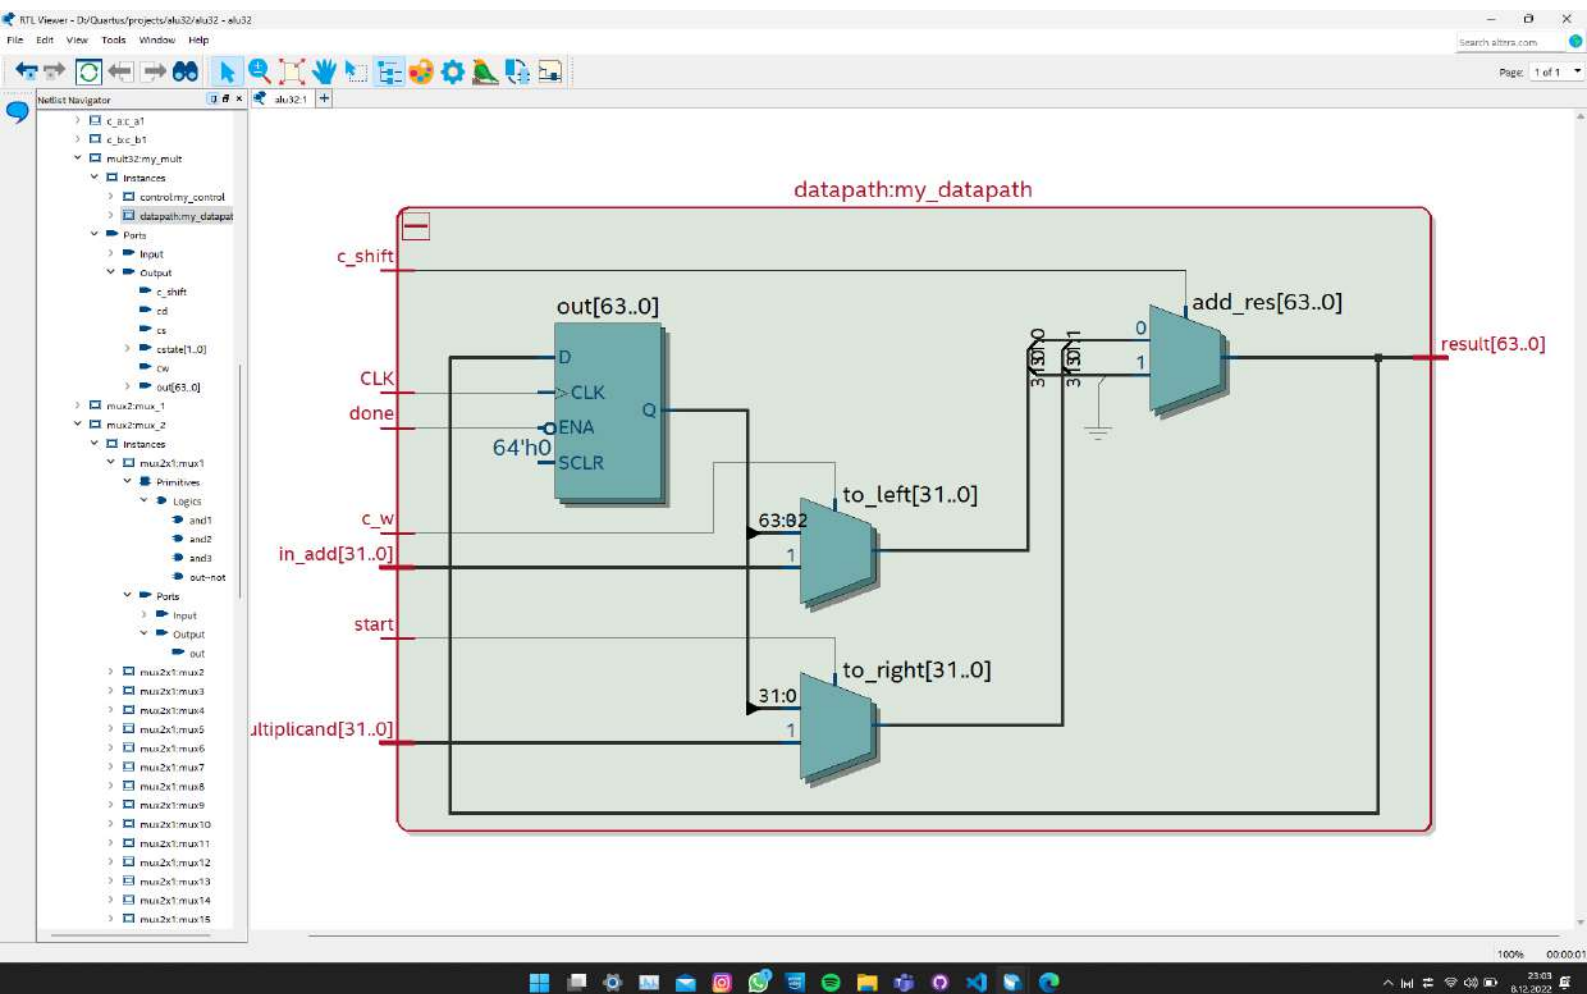 RTL Viewer - D:/Quartus/projects/alu32/alu32 - alu32
File Edit View Tools Window Help
Search altera.com
Page: 1 of 1
Netlist Navigator
alu32:1
c_a:c_a1
c_b:c_b1
mult32:my_mult
Instances
control:my_control
datapath:my_datapat
Ports
Input
Output
c_shift
cd
cs
cstate[1..0]
cw
out[63..0]
mux2:mux_1
mux2:mux_2
Instances
mux2x1:mux1
Primitives
Logics
and1
and2
and3
out~not
Ports
Input
Output
out
mux2x1:mux2
mux2x1:mux3
mux2x1:mux4
mux2x1:mux5
mux2x1:mux6
mux2x1:mux7
mux2x1:mux8
mux2x1:mux9
mux2x1:mux10
mux2x1:mux11
mux2x1:mux12
mux2x1:mux13
mux2x1:mux14
mux2x1:mux15
datapath:my_datapath
c_shift
out[63..0]
add_res[63..0]
0
1
result[63..0]
D
CLK
CLK
Q
done
ENA
64'h0
SCLR
to_left[31..0]
c_w
in_add[31..0]
1
start
to_right[31..0]
31:0
ultiplicand[31..0]
1
100% 00:00:01
23:03
8.12.2022